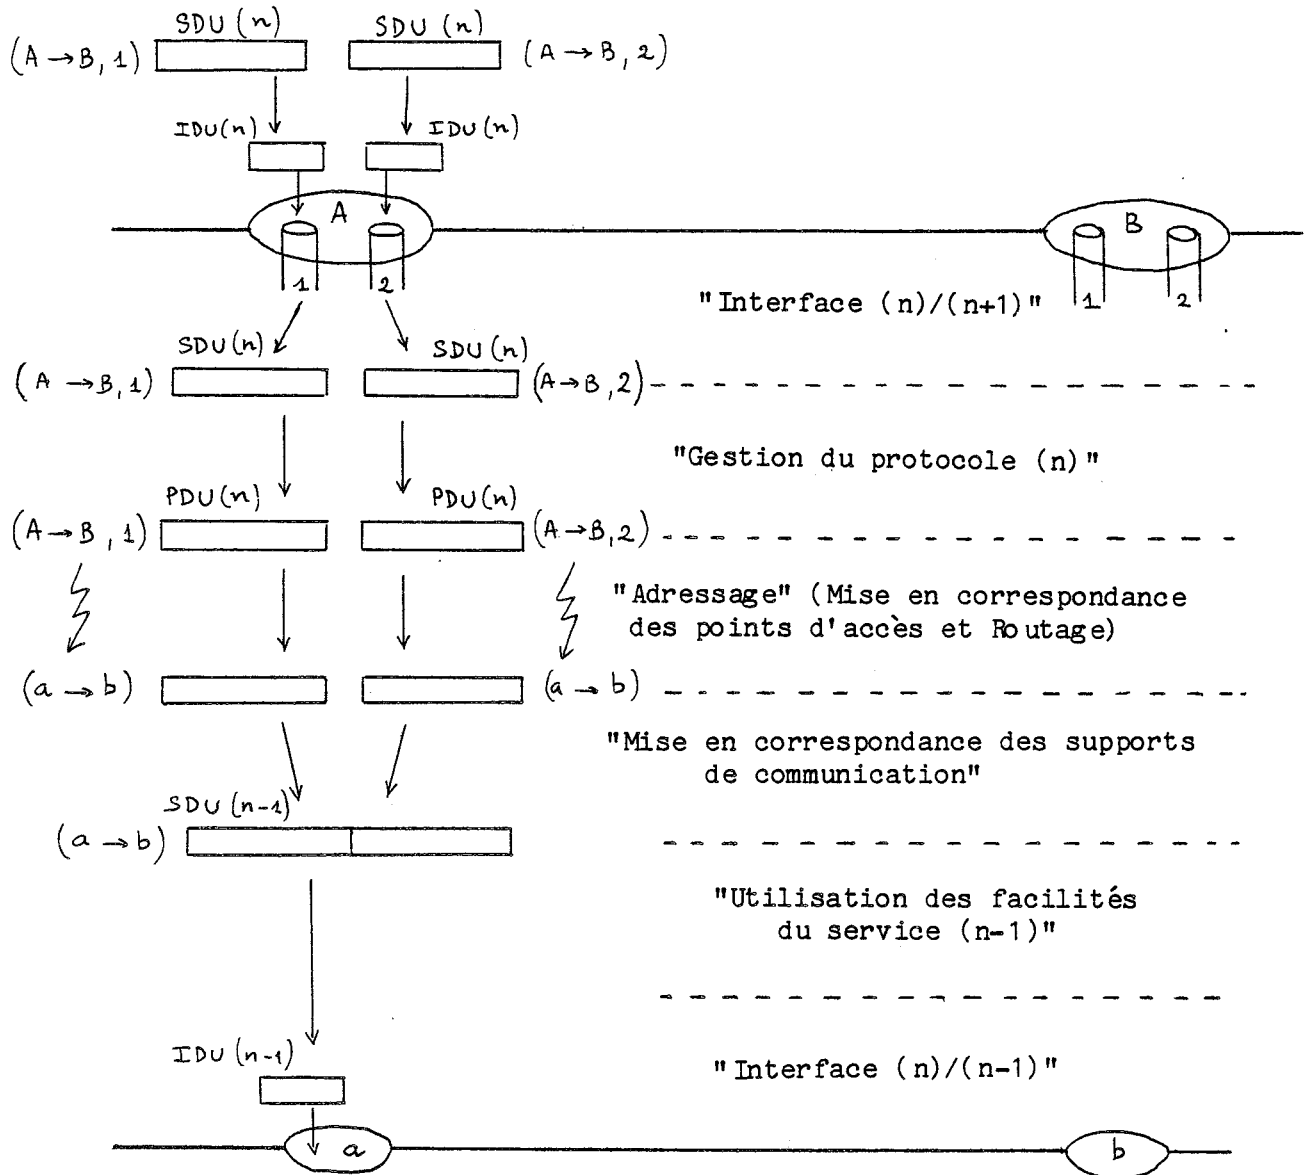 SDU (n) SDU (n)
(A → B, 1) (A → B, 2)
IDU(n) IDU (n)
A B
1 2 1 2
"Interface (n)/(n+1)"
SDU(n) SDU(n)
(A → B, 1) (A → B, 2)
"Gestion du protocole (n)"
PDU(n) PDU(n)
(A → B, 1) (A → B, 2)
"Adressage" (Mise en correspondance
des points d'accès et Routage)
(a → b) (a → b)
"Mise en correspondance des supports
de communication"
SDU (n-1)
(a → b)
"Utilisation des facilités
du service (n-1)"
IDU (n-1)
"Interface (n)/(n-1)"
a b